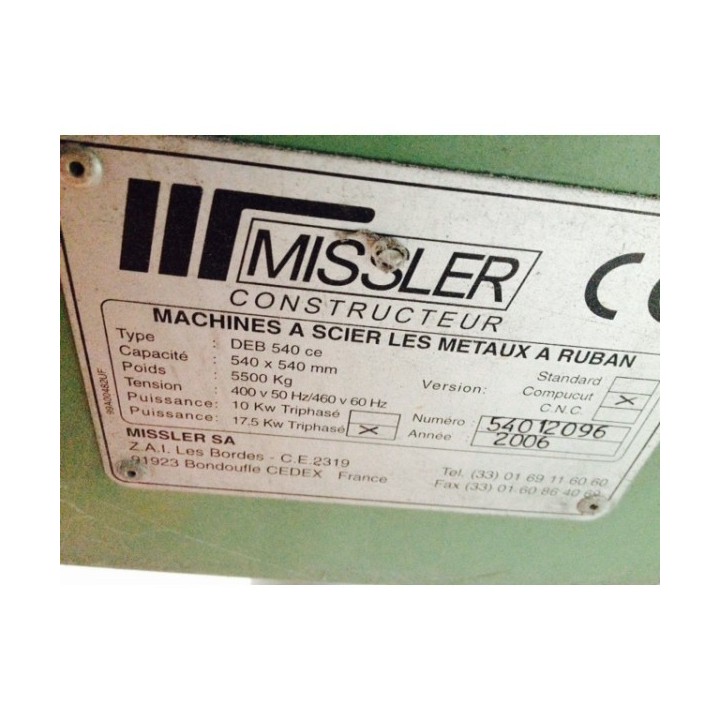 MISSLER
CONSTRUCTEUR
CE
MACHINES A SCIER LES METAUX A RUBAN
Type : DEB 540 ce
Capacité : 540 x 540 mm
Poids : 5500 Kg
Tension : 400 v 50 Hz/460 v 60 Hz
Puissance: 10 Kw Triphasé
Puissance: 17.5 Kw Triphasé X
Version: Standard
Compucut X
C.N.C.
Numéro : 54012096
Année : 2006
MISSLER SA
Z.A.I. Les Bordes - C.E.2319
91923 Bondoufle CEDEX France
Tel. (33) 01 69 11 60 60
Fax (33) 01 60 86 40